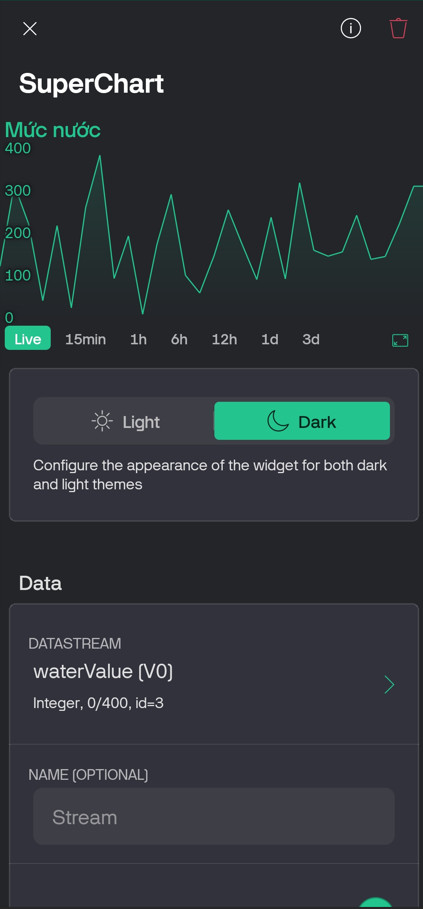 SuperChart
Mức nước
400
300
200
100
0
Live 15min 1h 6h 12h 1d 3d
Light Dark
Configure the appearance of the widget for both dark
and light themes
Data
DATASTREAM
waterValue (V0)
Integer, 0/400, id=3
NAME (OPTIONAL)
Stream